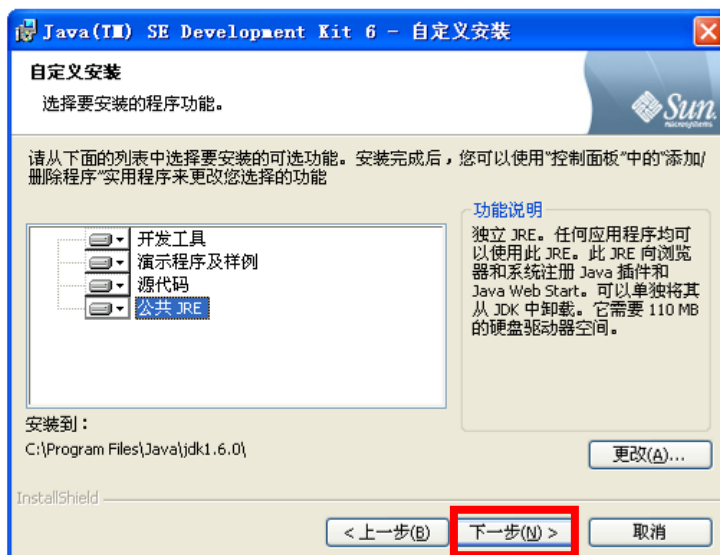 Java(TM) SE Development Kit 6 - 自定义安装
自定义安装
选择要安装的程序功能。
Sun
microsystems
请从下面的列表中选择要安装的可选功能。安装完成后，您可以使用“控制面板”中的“添加/
删除程序”实用程序来更改您选择的功能
开发工具
演示程序及样例
源代码
公共 JRE
功能说明
独立 JRE。任何应用程序均可
以使用此 JRE。此 JRE 向浏览
器和系统注册 Java 插件和
Java Web Start。可以单独将其
从 JDK 中卸载。它需要 110 MB
的硬盘驱动器空间。
安装到：
C:\Program Files\Java\jdk1.6.0\
更改(A)...
InstallShield
< 上一步(B)
下一步(N) >
取消